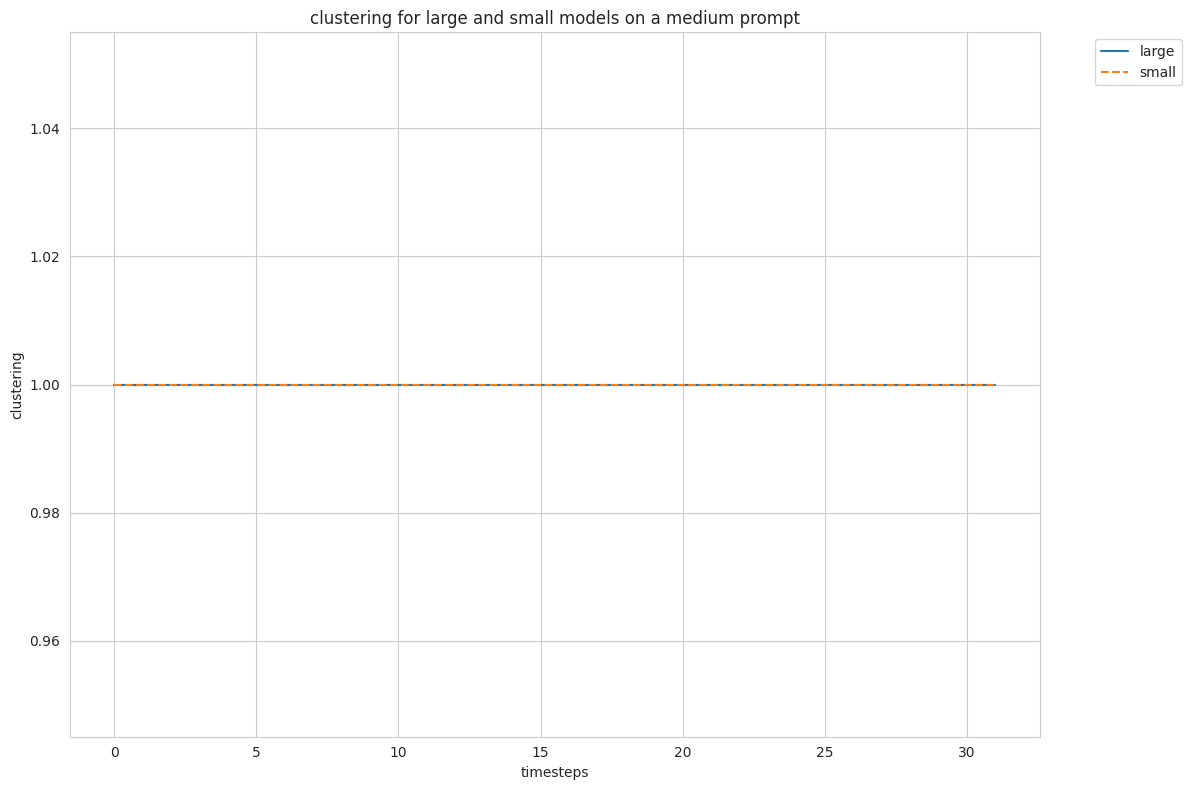 clustering for large and small models on a medium prompt
large
small
1.04
1.02
1.00
0.98
0.96
clustering
0 5 10 15 20 25 30
timesteps